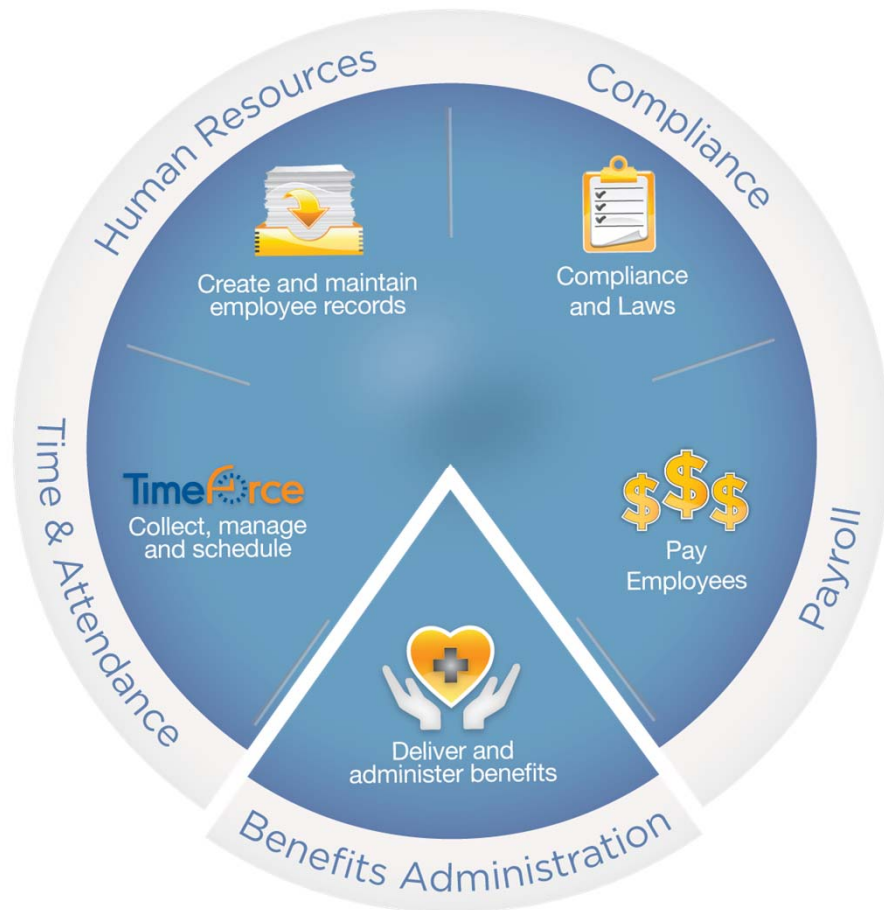 Human Resources
Compliance
Create and maintain
employee records
Compliance
and Laws
Time & Attendance
TimeForce
Collect, manage
and schedule
$$$
Pay
Employees
Payroll
Deliver and
administer benefits
Benefits Administration